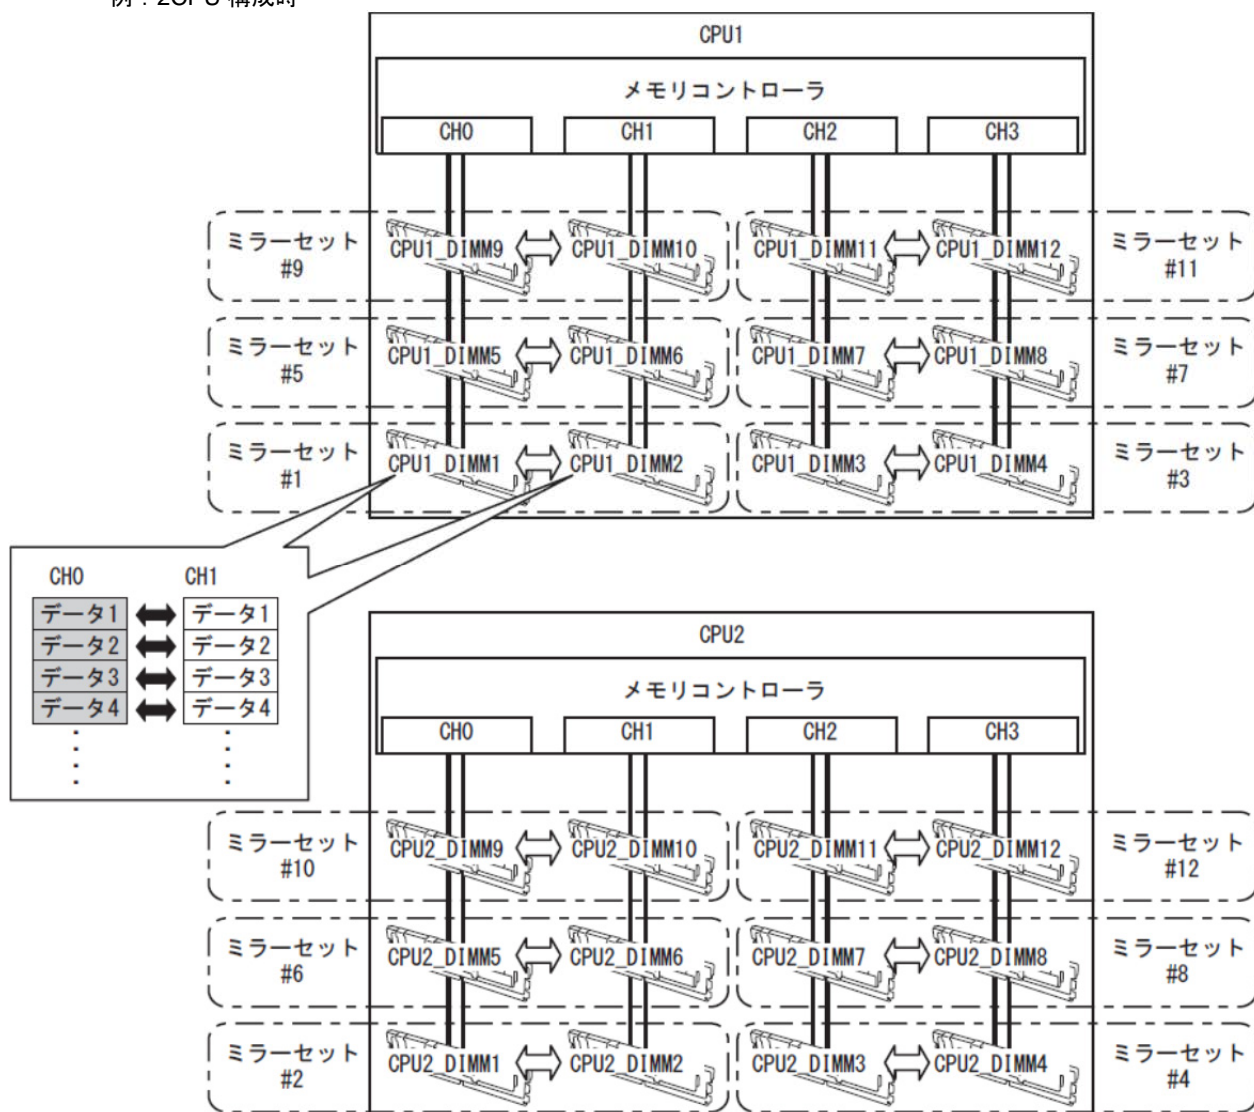 例：2CPU 構成時
CPU1
メモリコントローラ
CH0 CH1 CH2 CH3
ミラーセット CPU1_DIMM9 CPU1_DIMM10 CPU1_DIMM11 CPU1_DIMM12 ミラーセット
#9 #11
ミラーセット CPU1_DIMM5 CPU1_DIMM6 CPU1_DIMM7 CPU1_DIMM8 ミラーセット
#5 #7
ミラーセット CPU1_DIMM1 CPU1_DIMM2 CPU1_DIMM3 CPU1_DIMM4 ミラーセット
#1 #3
CH0 CH1
データ1 データ1
データ2 データ2
データ3 データ3
データ4 データ4
CPU2
メモリコントローラ
CH0 CH1 CH2 CH3
ミラーセット CPU2_DIMM9 CPU2_DIMM10 CPU2_DIMM11 CPU2_DIMM12 ミラーセット
#10 #12
ミラーセット CPU2_DIMM5 CPU2_DIMM6 CPU2_DIMM7 CPU2_DIMM8 ミラーセット
#6 #8
ミラーセット CPU2_DIMM1 CPU2_DIMM2 CPU2_DIMM3 CPU2_DIMM4 ミラーセット
#2 #4